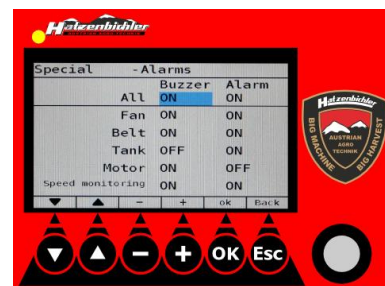 Hatzenbichler
Special -Alarms
Buzzer Alarm
All ON ON
Fan ON ON
Belt ON ON
Tank OFF ON
Motor ON OFF
Speed monitoring ON ON
▼ ▲ - + ok Back
▼ ▲ - + OK Esc
Hatzenbichler
BIG MACHINE
AUSTRIAN
AGRO
TECHNIK
BIG HARVEST